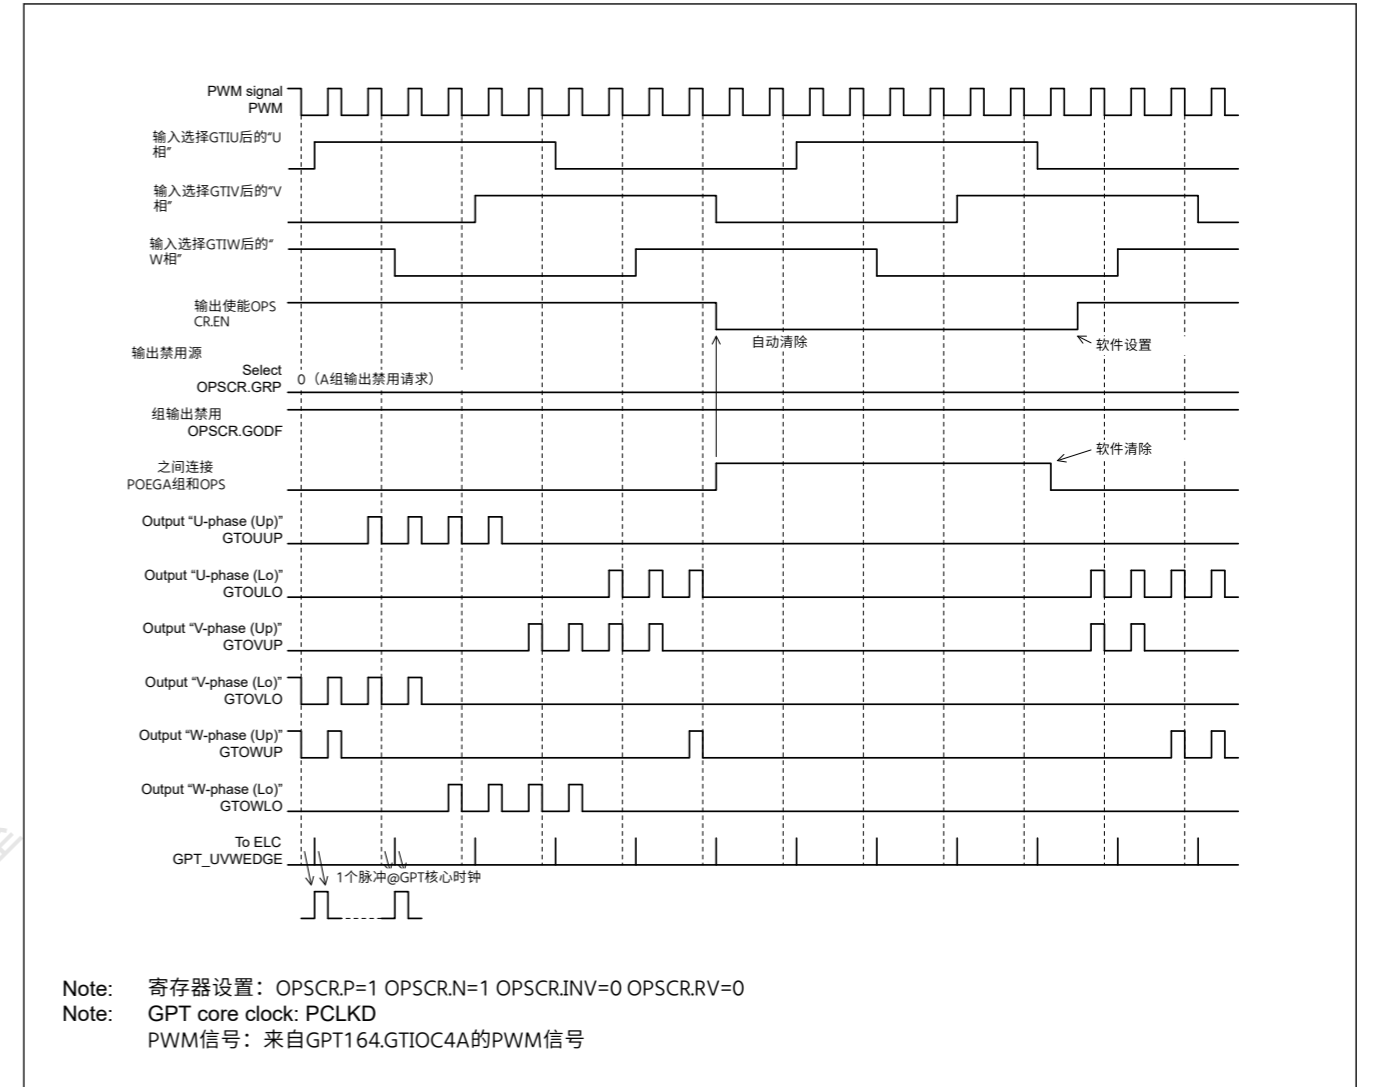 PWM signal
PWM
输入选择GTIU后的“U
相”
输入选择GTIV后的“V
相”
输入选择GTIW后的“
W相”
输出使能OPS
CR.EN
自动清除
软件设置
输出禁用源
Select
OPSCR.GRP
0（A组输出禁用请求）
组输出禁用
OPSCR.GODF
软件清除
之间连接
POEGA组和OPS
Output “U-phase (Up)”
GTOUUP
Output “U-phase (Lo)”
GTOULO
Output “V-phase (Up)”
GTOVUP
Output “V-phase (Lo)”
GTOVLO
Output “W-phase (Up)”
GTOWUP
Output “W-phase (Lo)”
GTOWLO
To ELC
GPT_UVWEDGE
1个脉冲@GPT核心时钟
Note: 寄存器设置：OPSCR.P=1 OPSCR.N=1 OPSCR.INV=0 OPSCR.RV=0
Note: GPT core clock: PCLKD
PWM信号：来自GPT164.GTIOC4A的PWM信号